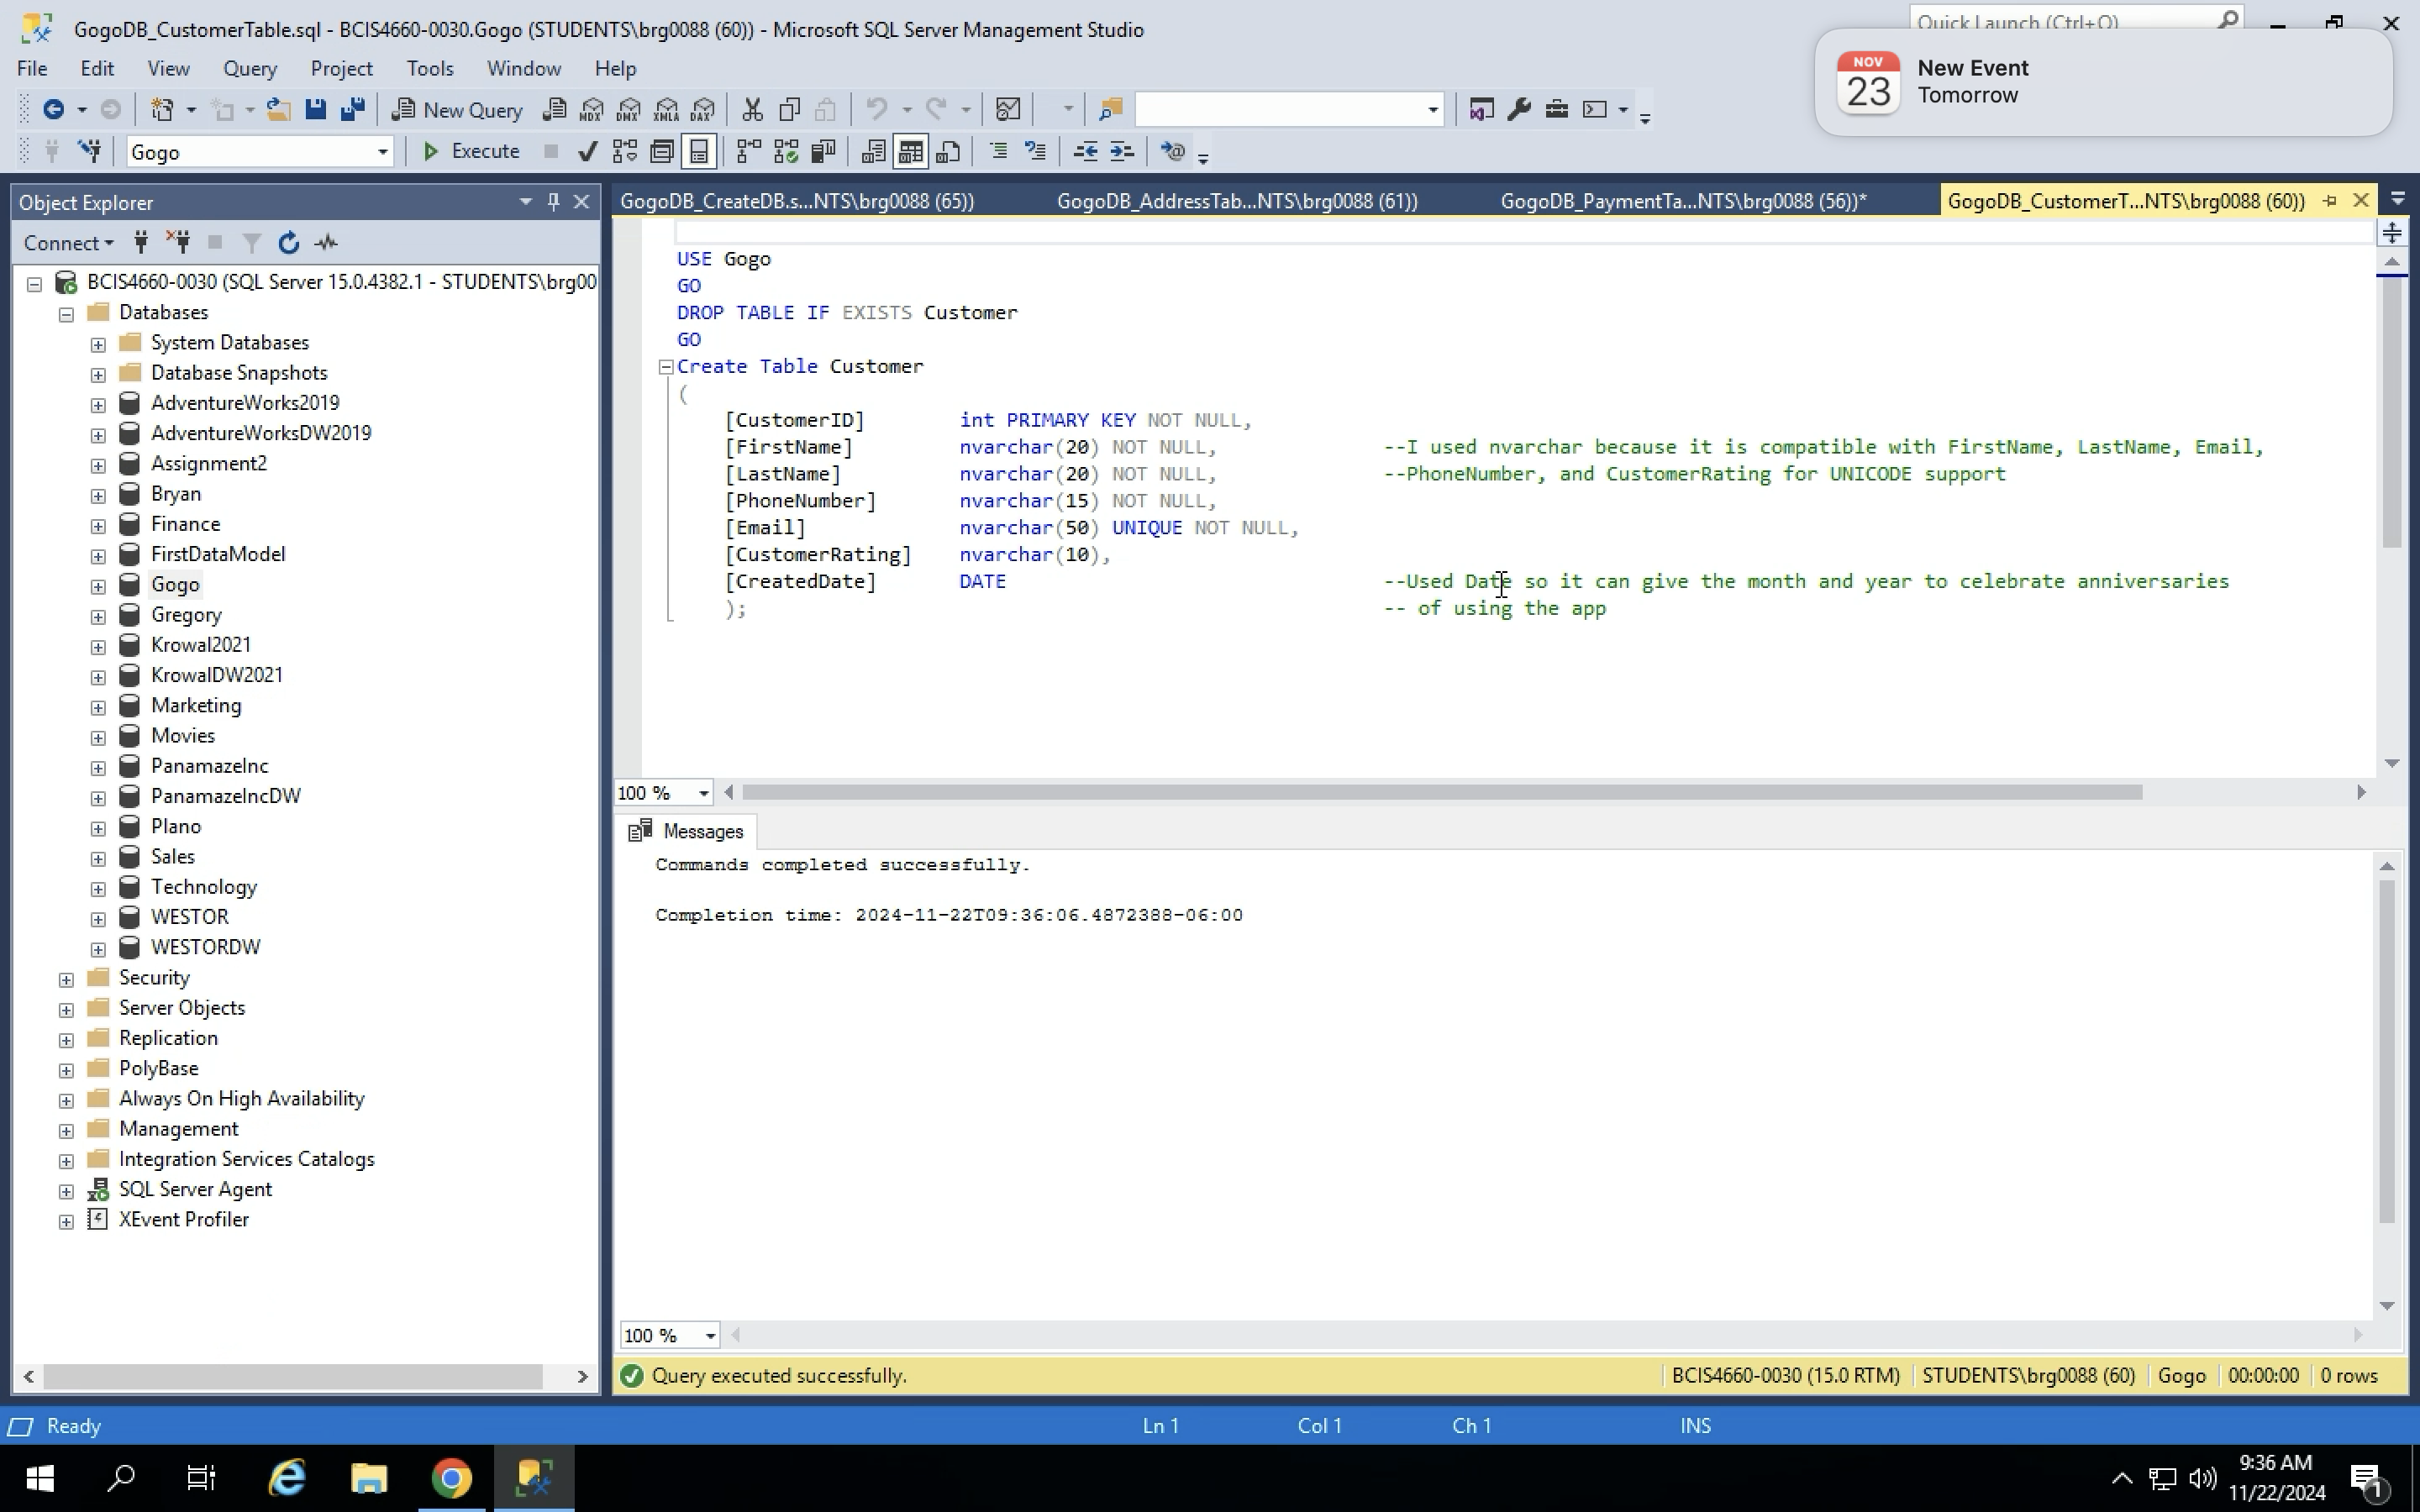 GogoDB_CustomerTable.sql - BCIS4660-0030.Gogo (STUDENTS\brg0088 (60)) - Microsoft SQL Server Management Studio
Quick Launch (Ctrl+Q)
NOV
23
New Event
Tomorrow
File Edit View Query Project Tools Window Help
New Query MDX DMX XMLA DAX
Gogo
Execute
Object Explorer
Connect
BCIS4660-0030 (SQL Server 15.0.4382.1 - STUDENTS\brg00
Databases
System Databases
Database Snapshots
AdventureWorks2019
AdventureWorksDW2019
Assignment2
Bryan
Finance
FirstDataModel
Gogo
Gregory
Krowal2021
KrowalDW2021
Marketing
Movies
PanamazeInc
PanamazeIncDW
Plano
Sales
Technology
WESTOR
WESTORDW
Security
Server Objects
Replication
PolyBase
Always On High Availability
Management
Integration Services Catalogs
SQL Server Agent
XEvent Profiler
GogoDB_CreateDB.s...NTS\brg0088 (65)) GogoDB_AddressTab...NTS\brg0088 (61)) GogoDB_PaymentTa...NTS\brg0088 (56))* GogoDB_CustomerT...NTS\brg0088 (60))
USE Gogo
GO
DROP TABLE IF EXISTS Customer
GO
Create Table Customer
(
[CustomerID] int PRIMARY KEY NOT NULL,
[FirstName] nvarchar(20) NOT NULL, --I used nvarchar because it is compatible with FirstName, LastName, Email,
[LastName] nvarchar(20) NOT NULL, --PhoneNumber, and CustomerRating for UNICODE support
[PhoneNumber] nvarchar(15) NOT NULL,
[Email] nvarchar(50) UNIQUE NOT NULL,
[CustomerRating] nvarchar(10),
[CreatedDate] DATE --Used Date so it can give the month and year to celebrate anniversaries
); -- of using the app
100 %
Messages
Commands completed successfully.
Completion time: 2024-11-22T09:36:06.4872388-06:00
100 %
Query executed successfully. BCIS4660-0030 (15.0 RTM) STUDENTS\brg0088 (60) Gogo 00:00:00 0 rows
Ready Ln 1 Col 1 Ch 1 INS
9:36 AM
11/22/2024
1